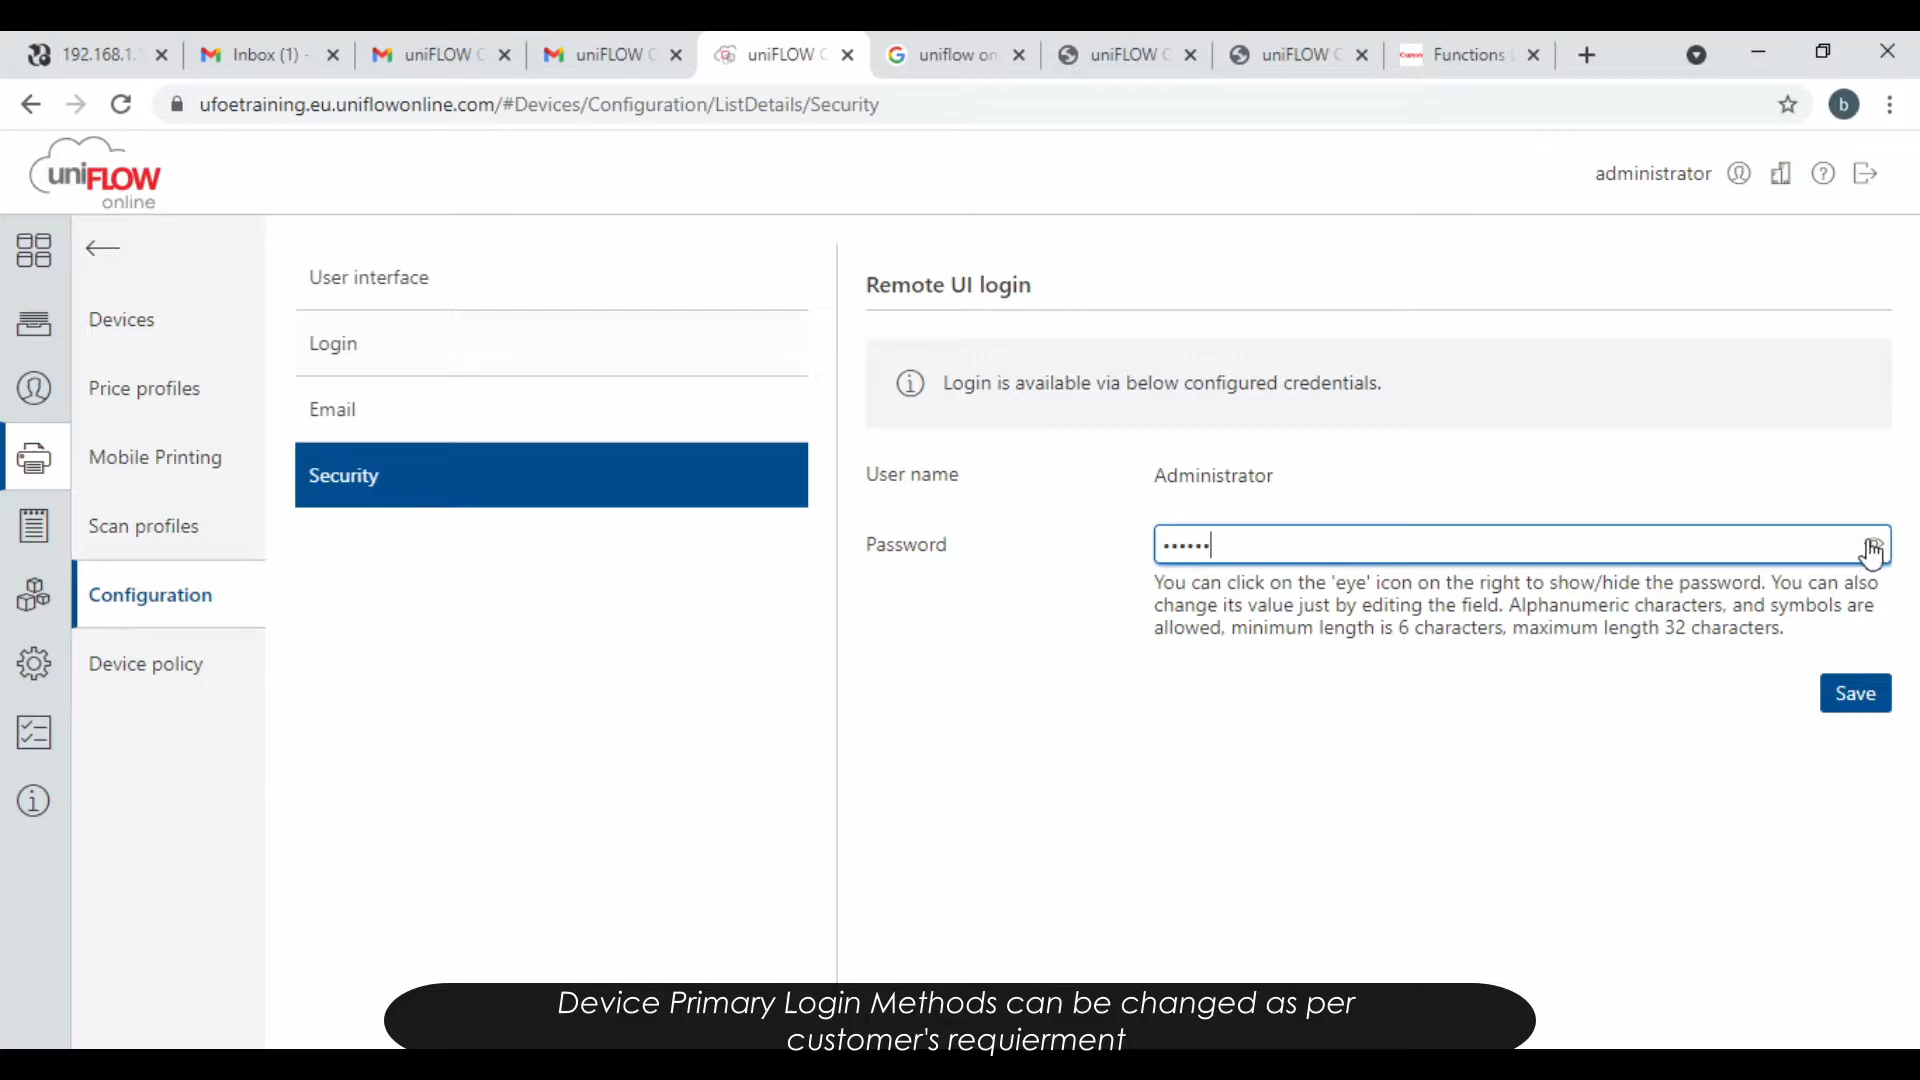 192.168.1.
Inbox (1) -
uniFLOW C
uniFLOW C
uniFLOW C
uniflow on
uniFLOW C
uniFLOW C
Canon
Functions
ufoetraining.eu.uniflowonline.com/#Devices/Configuration/ListDetails/Security
b
uniFLOW
online
administrator
User interface
Remote UI login
Devices
Login
Login is available via below configured credentials.
Price profiles
Email
Mobile Printing
Security
User name
Administrator
Scan profiles
Password
••••••
You can click on the 'eye' icon on the right to show/hide the password. You can also
change its value just by editing the field. Alphanumeric characters, and symbols are
allowed, minimum length is 6 characters, maximum length 32 characters.
Configuration
Device policy
Save
Device Primary Login Methods can be changed as per
customer's requierment